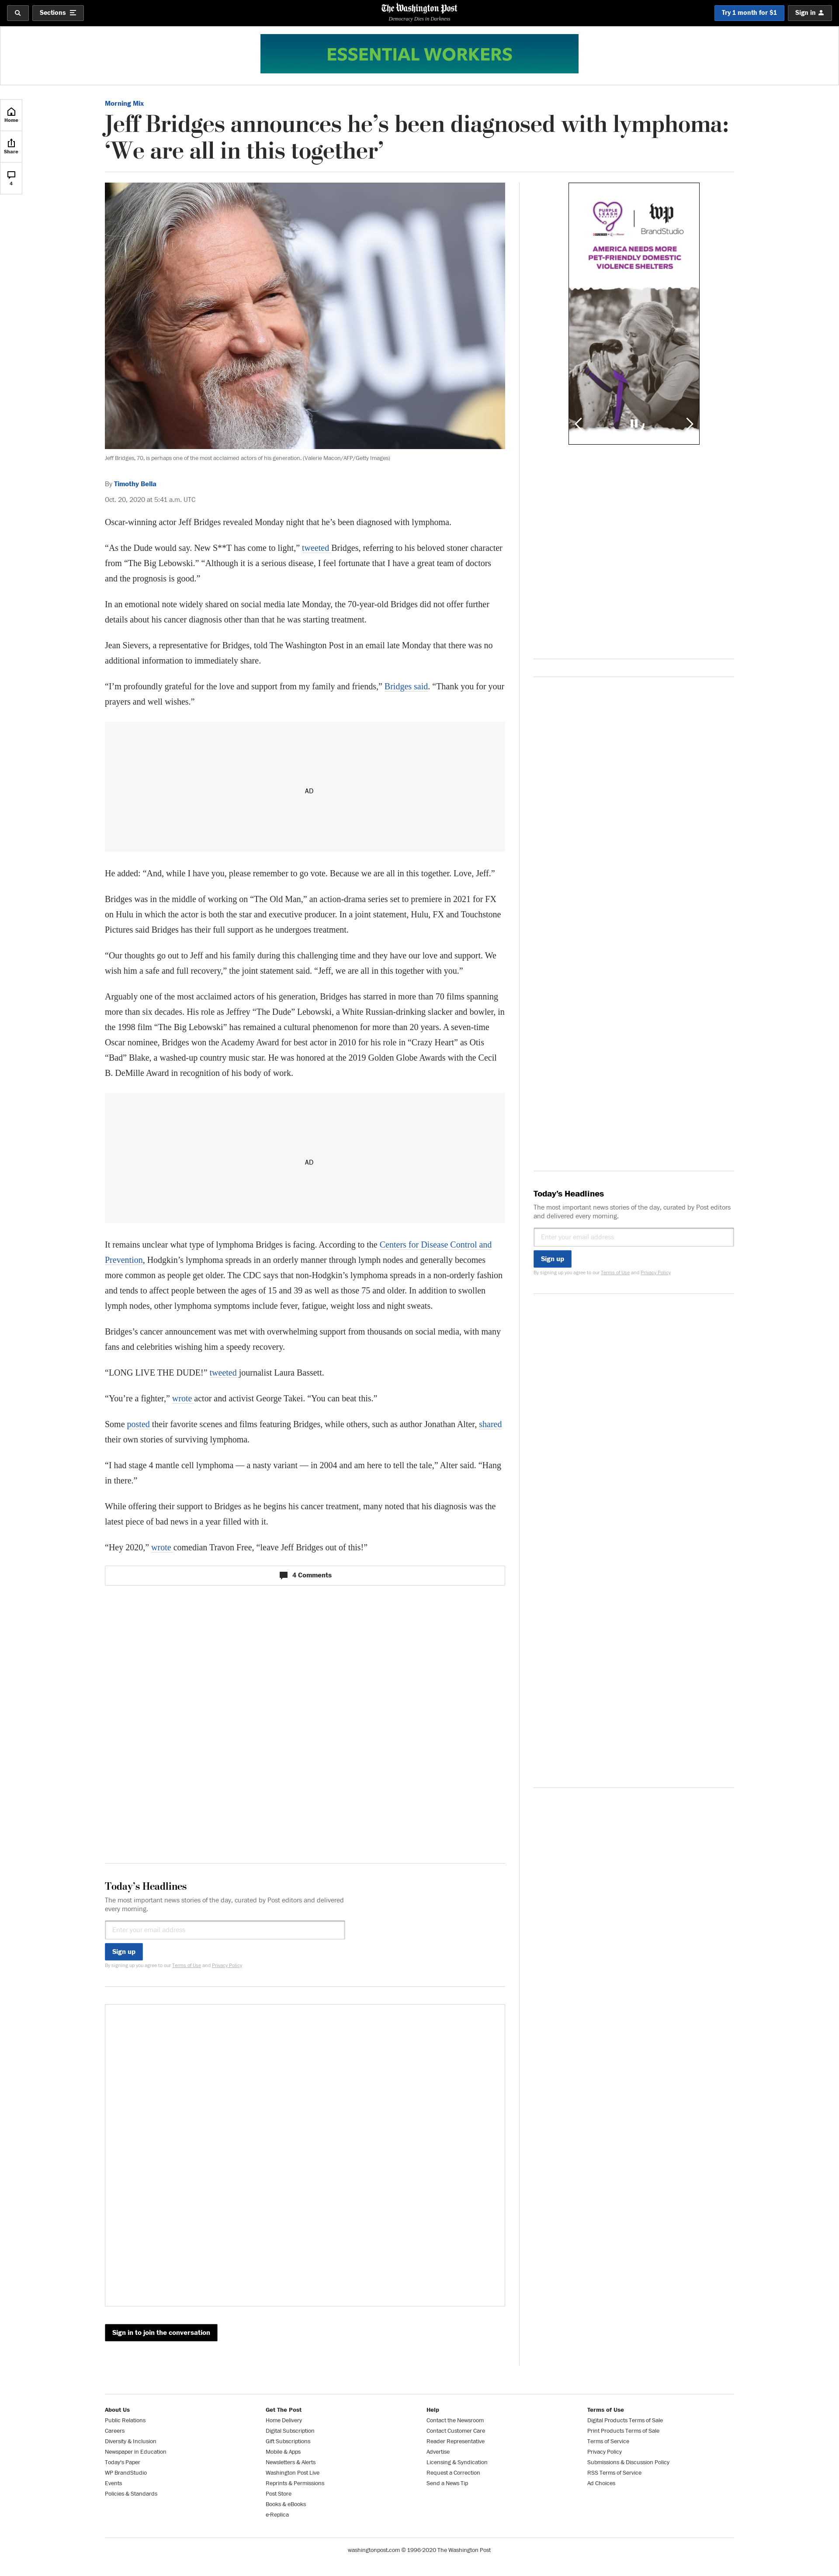 Sections
The Washington Post
Democracy Dies in Darkness
Try 1 month for $1
Sign in
ESSENTIAL WORKERS
Home
Share
4
Morning Mix
Jeff Bridges announces he’s been diagnosed with lymphoma:
‘We are all in this together’
Jeff Bridges, 70, is perhaps one of the most acclaimed actors of his generation. (Valerie Macon/AFP/Getty Images)
By Timothy Bella
Oct. 20, 2020 at 5:41 a.m. UTC
Oscar-winning actor Jeff Bridges revealed Monday night that he’s been diagnosed with lymphoma.
“As the Dude would say. New S**T has come to light,” tweeted Bridges, referring to his beloved stoner character
from “The Big Lebowski.” “Although it is a serious disease, I feel fortunate that I have a great team of doctors
and the prognosis is good.”
In an emotional note widely shared on social media late Monday, the 70-year-old Bridges did not offer further
details about his cancer diagnosis other than that he was starting treatment.
Jean Sievers, a representative for Bridges, told The Washington Post in an email late Monday that there was no
additional information to immediately share.
“I’m profoundly grateful for the love and support from my family and friends,” Bridges said. “Thank you for your
prayers and well wishes.”
AD
He added: “And, while I have you, please remember to go vote. Because we are all in this together. Love, Jeff.”
Bridges was in the middle of working on “The Old Man,” an action-drama series set to premiere in 2021 for FX
on Hulu in which the actor is both the star and executive producer. In a joint statement, Hulu, FX and Touchstone
Pictures said Bridges has their full support as he undergoes treatment.
“Our thoughts go out to Jeff and his family during this challenging time and they have our love and support. We
wish him a safe and full recovery,” the joint statement said. “Jeff, we are all in this together with you.”
Arguably one of the most acclaimed actors of his generation, Bridges has starred in more than 70 films spanning
more than six decades. His role as Jeffrey “The Dude” Lebowski, a White Russian-drinking slacker and bowler, in
the 1998 film “The Big Lebowski” has remained a cultural phenomenon for more than 20 years. A seven-time
Oscar nominee, Bridges won the Academy Award for best actor in 2010 for his role in “Crazy Heart” as Otis
“Bad” Blake, a washed-up country music star. He was honored at the 2019 Golden Globe Awards with the Cecil
B. DeMille Award in recognition of his body of work.
AD
It remains unclear what type of lymphoma Bridges is facing. According to the Centers for Disease Control and
Prevention, Hodgkin’s lymphoma spreads in an orderly manner through lymph nodes and generally becomes
more common as people get older. The CDC says that non-Hodgkin’s lymphoma spreads in a non-orderly fashion
and tends to affect people between the ages of 15 and 39 as well as those 75 and older. In addition to swollen
lymph nodes, other lymphoma symptoms include fever, fatigue, weight loss and night sweats.
Bridges’s cancer announcement was met with overwhelming support from thousands on social media, with many
fans and celebrities wishing him a speedy recovery.
“LONG LIVE THE DUDE!” tweeted journalist Laura Bassett.
“You’re a fighter,” wrote actor and activist George Takei. “You can beat this.”
Some posted their favorite scenes and films featuring Bridges, while others, such as author Jonathan Alter, shared
their own stories of surviving lymphoma.
“I had stage 4 mantle cell lymphoma — a nasty variant — in 2004 and am here to tell the tale,” Alter said. “Hang
in there.”
While offering their support to Bridges as he begins his cancer treatment, many noted that his diagnosis was the
latest piece of bad news in a year filled with it.
“Hey 2020,” wrote comedian Travon Free, “leave Jeff Bridges out of this!”
4 Comments
Today’s Headlines
The most important news stories of the day, curated by Post editors and delivered
every morning.
Enter your email address
Sign up
By signing up you agree to our Terms of Use and Privacy Policy
Sign in to join the conversation
PURPLE
LEASH
PROJECT
wp
BrandStudio
AMERICA NEEDS MORE
PET-FRIENDLY DOMESTIC
VIOLENCE SHELTERS
Today’s Headlines
The most important news stories of the day, curated by Post editors
and delivered every morning.
Enter your email address
Sign up
By signing up you agree to our Terms of Use and Privacy Policy
About Us
Public Relations
Careers
Diversity & Inclusion
Newspaper in Education
Today's Paper
WP BrandStudio
Events
Policies & Standards
Get The Post
Home Delivery
Digital Subscription
Gift Subscriptions
Mobile & Apps
Newsletters & Alerts
Washington Post Live
Reprints & Permissions
Post Store
Books & eBooks
e-Replica
Help
Contact the Newsroom
Contact Customer Care
Reader Representative
Advertise
Licensing & Syndication
Request a Correction
Send a News Tip
Terms of Use
Digital Products Terms of Sale
Print Products Terms of Sale
Terms of Service
Privacy Policy
Submissions & Discussion Policy
RSS Terms of Service
Ad Choices
washingtonpost.com © 1996-2020 The Washington Post